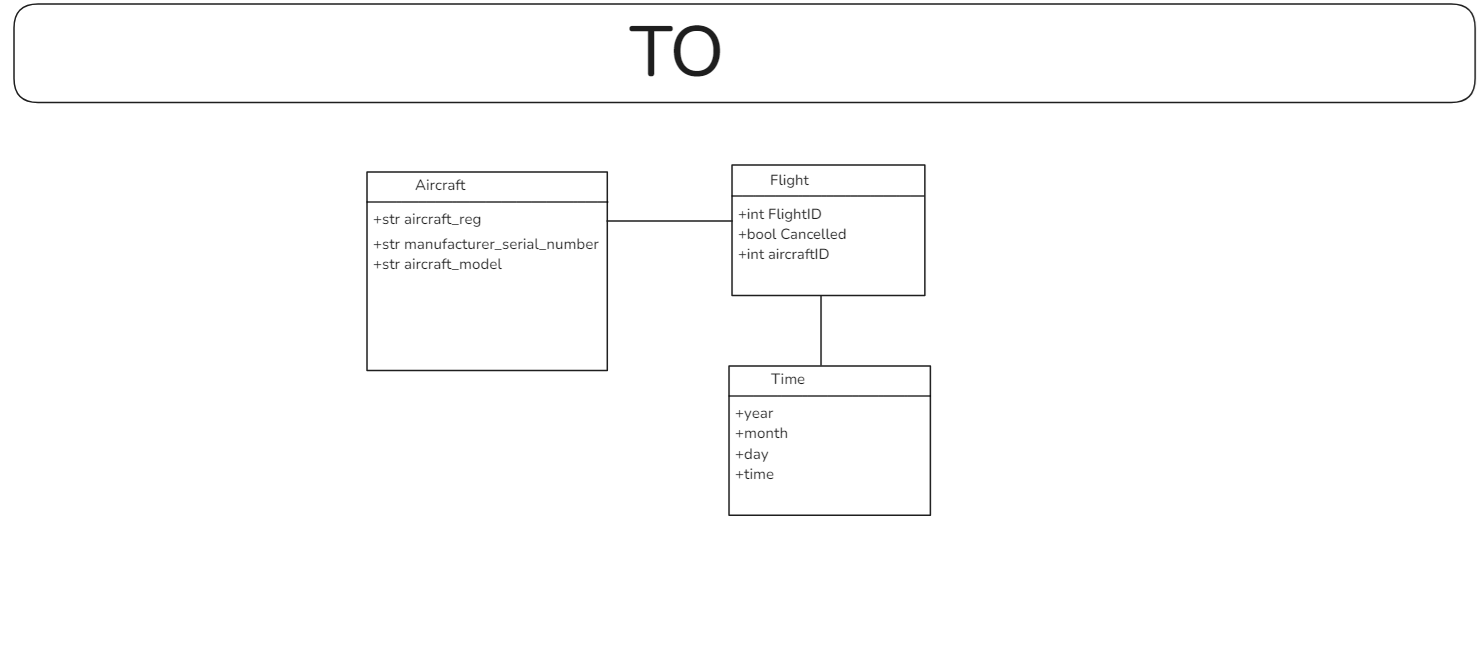 TO
Aircraft
+str aircraft_reg
+str manufacturer_serial_number
+str aircraft_model
Flight
+int FlightID
+bool Cancelled
+int aircraftID
Time
+year
+month
+day
+time